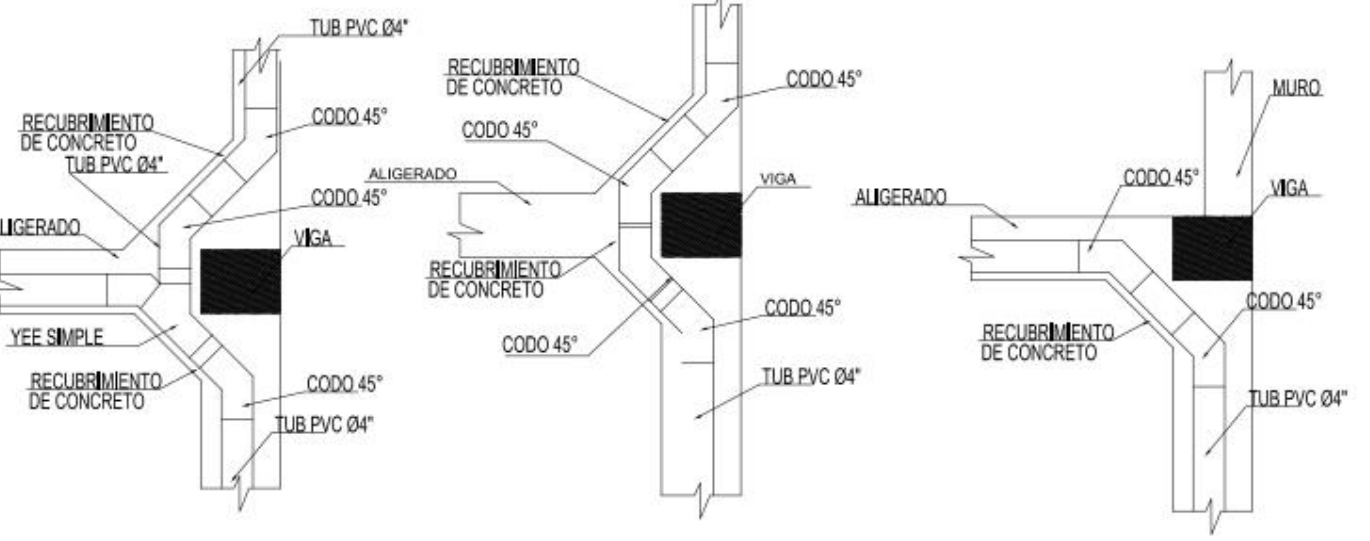 TUB PVC Ø4"
RECUBRIMIENTO
DE CONCRETO
CODO 45°
TUB PVC Ø4"
CODO 45°
LIGERADO
VIGA
YEE SIMPLE
RECUBRIMIENTO
DE CONCRETO
CODO 45°
TUB PVC Ø4"
RECUBRIMIENTO
DE CONCRETO
CODO 45°
CODO 45°
ALIGERADO
VIGA
RECUBRIMIENTO
DE CONCRETO
CODO 45°
CODO 45°
TUB PVC Ø4"
MURO
CODO 45°
ALIGERADO
VIGA
CODO 45°
RECUBRIMIENTO
DE CONCRETO
TUB PVC Ø4"